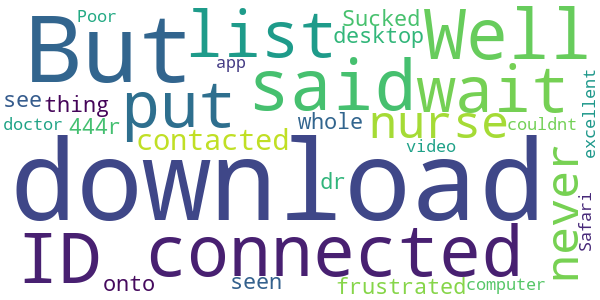 Poor
But
list
Sucked
desktop
Well
app
said
wait
see
thing
put
doctor
444r
contacted
whole
nurse
couldnt
excellent
video
download
dr
never
Safari
ID
connected
onto
seen
frustrated
computer